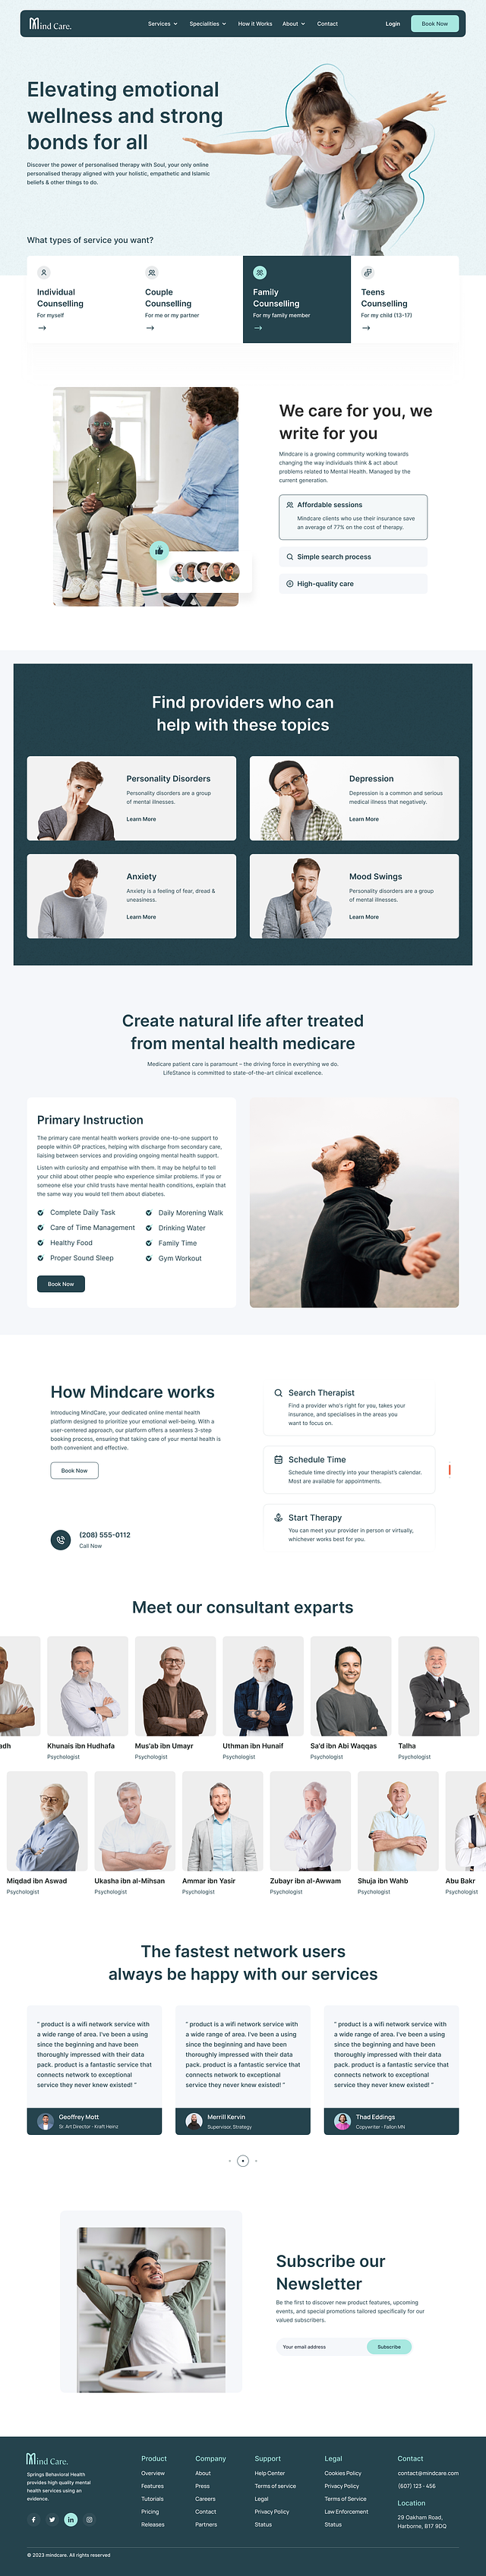 Mind Care.
Services
Specialities
How It Works
About
Contact
Login
Book Now
Elevating emotional
wellness and strong
bonds for all
Discover the power of personalised therapy with Soul, your only online
personalised therapy aligned with your holistic, empathetic and Islamic
beliefs & other things to do.
What types of service you want?
Individual
Counselling
For myself
Couple
Counselling
For me or my partner
Family
Counselling
For my family member
Teens
Counselling
For my child (13-17)
We care for you, we
write for you
Mindcare is a growing community working towards
changing the way individuals think & act about
problems related to Mental Health. Managed by the
current generation.
Affordable sessions
Mindcare clients who use their insurance save
an average of 77% on the cost of therapy.
Simple search process
High-quality care
Find providers who can
help with these topics
Personality Disorders
Personality disorders are a group
of mental illnesses.
Learn More
Depression
Depression is a common and serious
medical illness that negatively.
Learn More
Anxiety
Anxiety is a feeling of fear, dread &
uneasiness.
Learn More
Mood Swings
Personality disorders are a group
of mental illnesses.
Learn More
Create natural life after treated
from mental health medicare
Medicare patient care is paramount – the driving force in everything we do.
LifeStance is committed to state-of-the-art clinical excellence.
Primary Instruction
The primary care mental health workers provide one-to-one support to
people within GP practices, helping with discharge from secondary care,
liaising between services and providing ongoing mental health support.
Listen with curiosity and empathise with them. It may be helpful to tell
your child about other people who experience similar problems. If you or
someone else your child trusts have mental health conditions, explain that
the same way you would tell them about diabetes.
Complete Daily Task
Daily Morening Walk
Care of Time Management
Drinking Water
Healthy Food
Family Time
Proper Sound Sleep
Gym Workout
Book Now
How Mindcare works
Introducing MindCare, your dedicated online mental health
platform designed to prioritize your emotional well-being. With a
user-centered approach, our platform offers a seamless 3-step
booking process, ensuring that taking care of your mental health is
both convenient and effective.
Book Now
(208) 555-0112
Call Now
Search Therapist
Find a provider who's right for you, takes your
insurance, and specialises in the areas you
want to focus on.
Schedule Time
Schedule time directly into your therapist's calendar.
Most are available for appointments.
Start Therapy
You can meet your provider in person or virtually,
whichever works best for you.
Meet our consultant exparts
adh
Khunais ibn Hudhafa
Psychologist
Mus'ab ibn Umayr
Psychologist
Uthman ibn Hunaif
Psychologist
Sa'd ibn Abi Waqqas
Psychologist
Talha
Psychologist
Miqdad ibn Aswad
Psychologist
Ukasha ibn al-Mihsan
Psychologist
Ammar ibn Yasir
Psychologist
Zubayr ibn al-Awwam
Psychologist
Shuja ibn Wahb
Psychologist
Abu Bakr
Psychologist
The fastest network users
always be happy with our services
" product is a wifi network service with
a wide range of area. I've been a using
since the beginning and have been
thoroughly impressed with their data
pack. product is a fantastic service that
connects network to exceptional
service they never knew existed! "
Geoffrey Mott
Sr. Art Director - Kraft Heinz
" product is a wifi network service with
a wide range of area. I've been a using
since the beginning and have been
thoroughly impressed with their data
pack. product is a fantastic service that
connects network to exceptional
service they never knew existed! "
Merrill Kervin
Supervisor, Strategy
" product is a wifi network service with
a wide range of area. I've been a using
since the beginning and have been
thoroughly impressed with their data
pack. product is a fantastic service that
connects network to exceptional
service they never knew existed! "
Thad Eddings
Copywriter - Fallon MN
Subscribe our
Newsletter
Be the first to discover new product features, upcoming
events, and special promotions tailored specifically for our
valued subscribers.
Your email address
Subscribe
Mind Care.
Springs Behavioral Health
provides high quality mental
health services using an
evidence.
Product
Overview
Features
Tutorials
Pricing
Releases
Company
About
Press
Careers
Contact
Partners
Support
Help Center
Terms of service
Legal
Privacy Policy
Status
Legal
Cookies Policy
Privacy Policy
Terms of Service
Law Enforcement
Status
Contact
contact@mindcare.com
(607) 123 - 456
Location
29 Oakham Road,
Harborne, B17 9DQ
© 2023 mindcare. All rights reserved